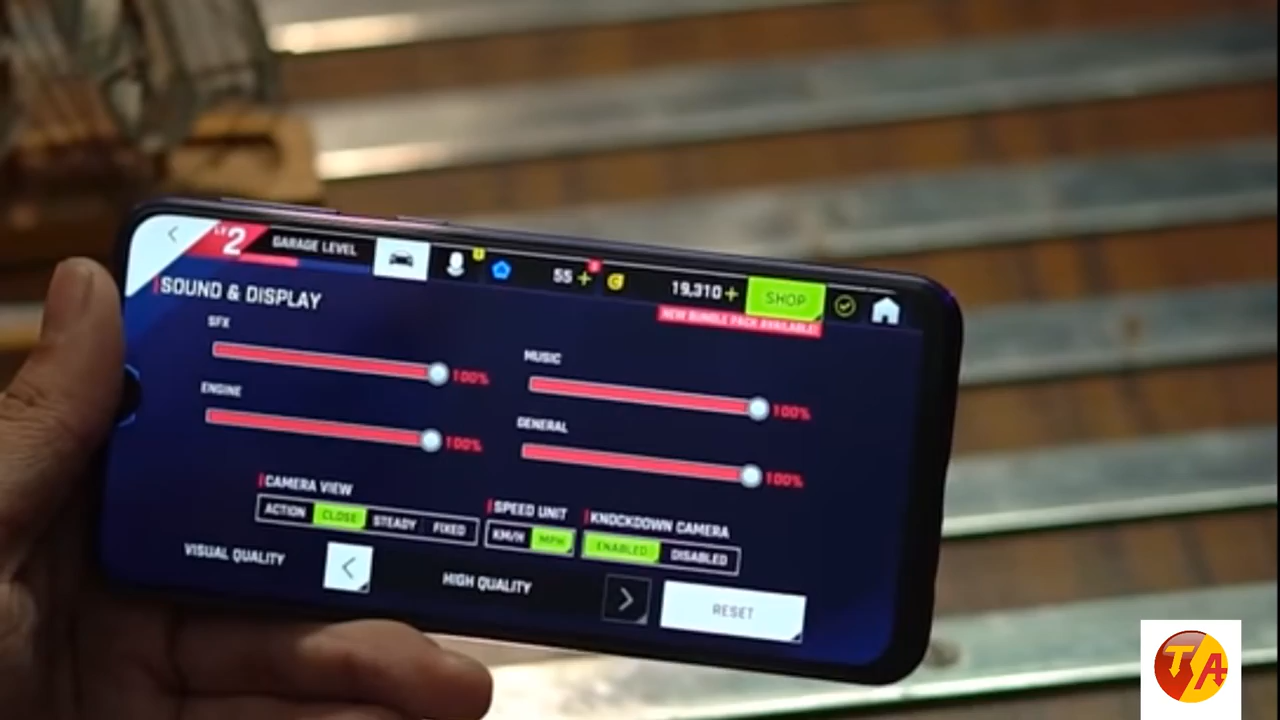 LV 2 GARAGE LEVEL 1 55 + 19,310 + SHOP
NEW BUNDLE PACK AVAILABLE!
SOUND & DISPLAY
SFX
100%
MUSIC
100%
ENGINE
100%
GENERAL
100%
CAMERA VIEW
ACTION CLOSE STEADY FIXED
SPEED UNIT
KM/H MPH
KNOCKDOWN CAMERA
ENABLED DISABLED
VISUAL QUALITY < HIGH QUALITY > RESET
TA+